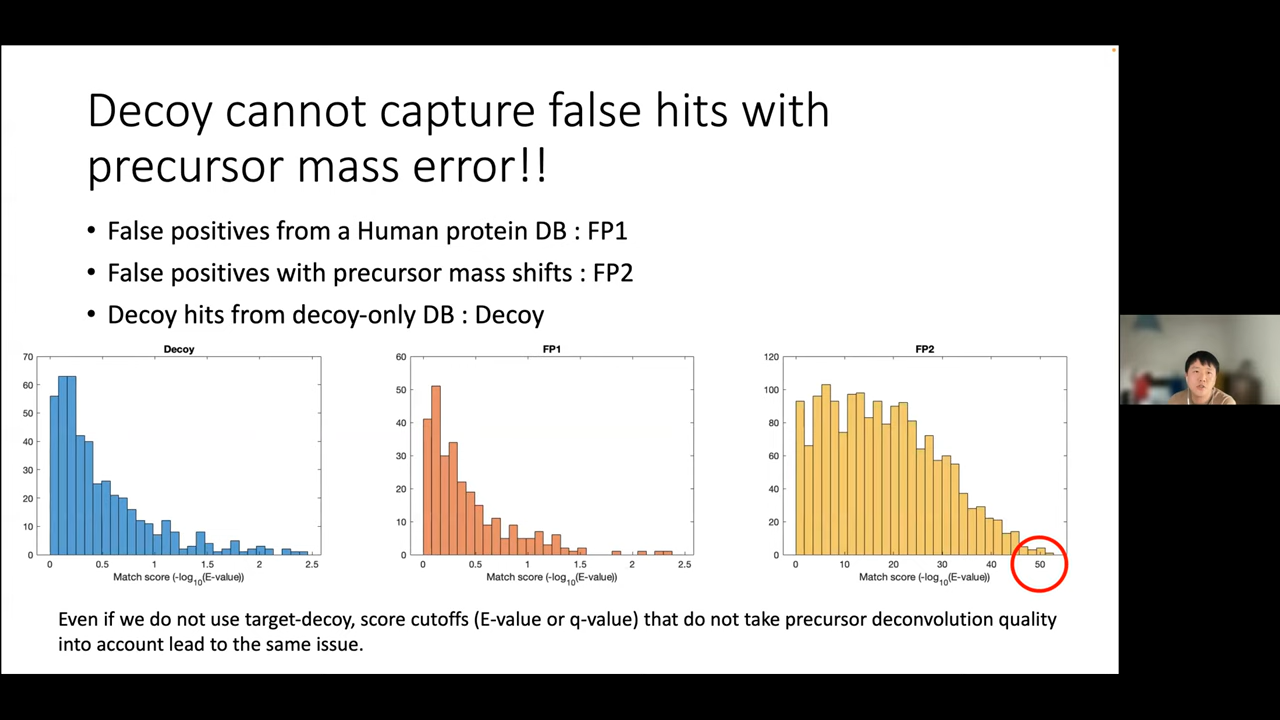 Decoy cannot capture false hits with
precursor mass error!!
• False positives from a Human protein DB : FP1
• False positives with precursor mass shifts : FP2
• Decoy hits from decoy-only DB : Decoy
Decoy
70
60
50
40
30
20
10
0
0 0.5 1 1.5 2 2.5
Match score (-log10(E-value))
FP1
60
50
40
30
20
10
0
0 0.5 1 1.5 2 2.5
Match score (-log10(E-value))
FP2
120
100
80
60
40
20
0
0 10 20 30 40 50
Match score (-log10(E-value))
Even if we do not use target-decoy, score cutoffs (E-value or q-value) that do not take precursor deconvolution quality
into account lead to the same issue.